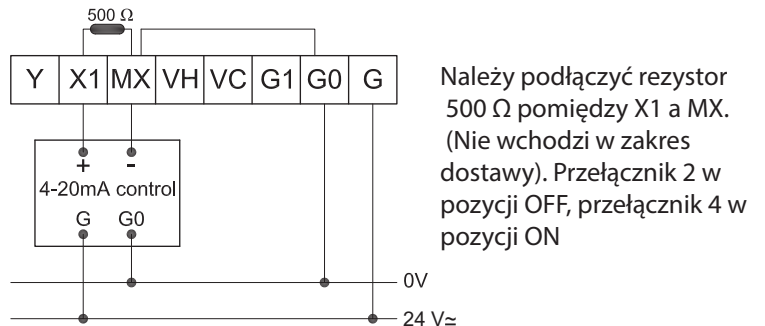 500 Ω
Y X1 MX VH VC G1 G0 G
+ -
4-20mA control
G G0
0V
24 V≃
Należy podłączyć rezystor
500 Ω pomiędzy X1 a MX.
(Nie wchodzi w zakres
dostawy). Przełącznik 2 w
pozycji OFF, przełącznik 4 w
pozycji ON